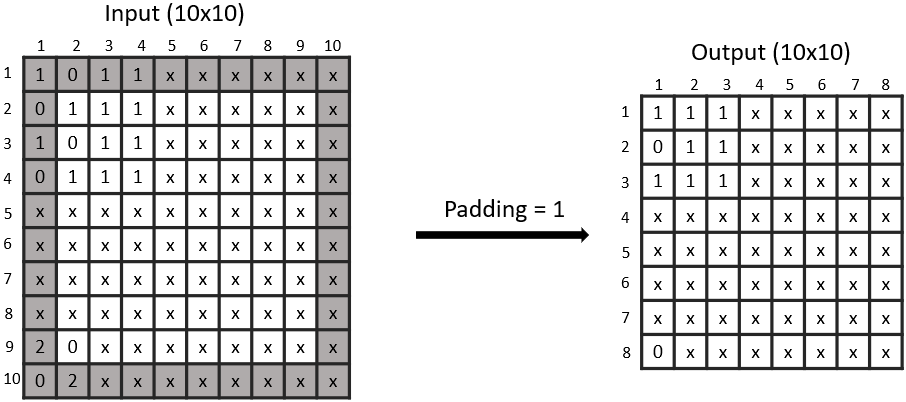 Input (10x10)
1 2 3 4 5 6 7 8 9 10
1 1 0 1 1 x x x x x x
2 0 1 1 1 x x x x x x
3 1 0 1 1 x x x x x x
4 0 1 1 1 x x x x x x
5 x x x x x x x x x x
6 x x x x x x x x x x
7 x x x x x x x x x x
8 x x x x x x x x x x
9 2 0 x x x x x x x x
10 0 2 x x x x x x x x
Padding = 1
Output (10x10)
1 2 3 4 5 6 7 8
1 1 1 1 x x x x x
2 0 1 1 x x x x x
3 1 1 1 x x x x x
4 x x x x x x x x
5 x x x x x x x x
6 x x x x x x x x
7 x x x x x x x x
8 0 x x x x x x x